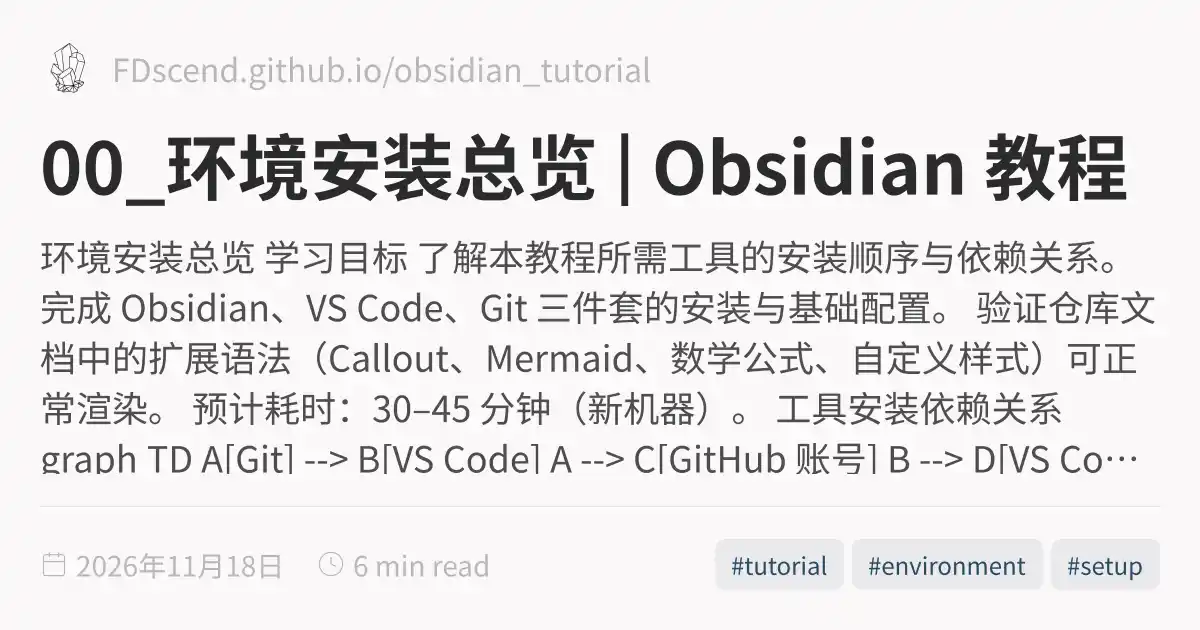 FDscend.github.io/obsidian_tutorial
00_环境安装总览 | Obsidian 教程
环境安装总览 学习目标 了解本教程所需工具的安装顺序与依赖关系。
完成 Obsidian、VS Code、Git 三件套的安装与基础配置。 验证仓库文
档中的扩展语法（Callout、Mermaid、数学公式、自定义样式）可正
常渲染。 预计耗时：30–45 分钟（新机器）。 工具安装依赖关系
graph TD A[Git] --> B[VS Code] A --> C[GitHub 账号] B --> D[VS Co…
2026年11月18日 6 min read #tutorial #environment #setup